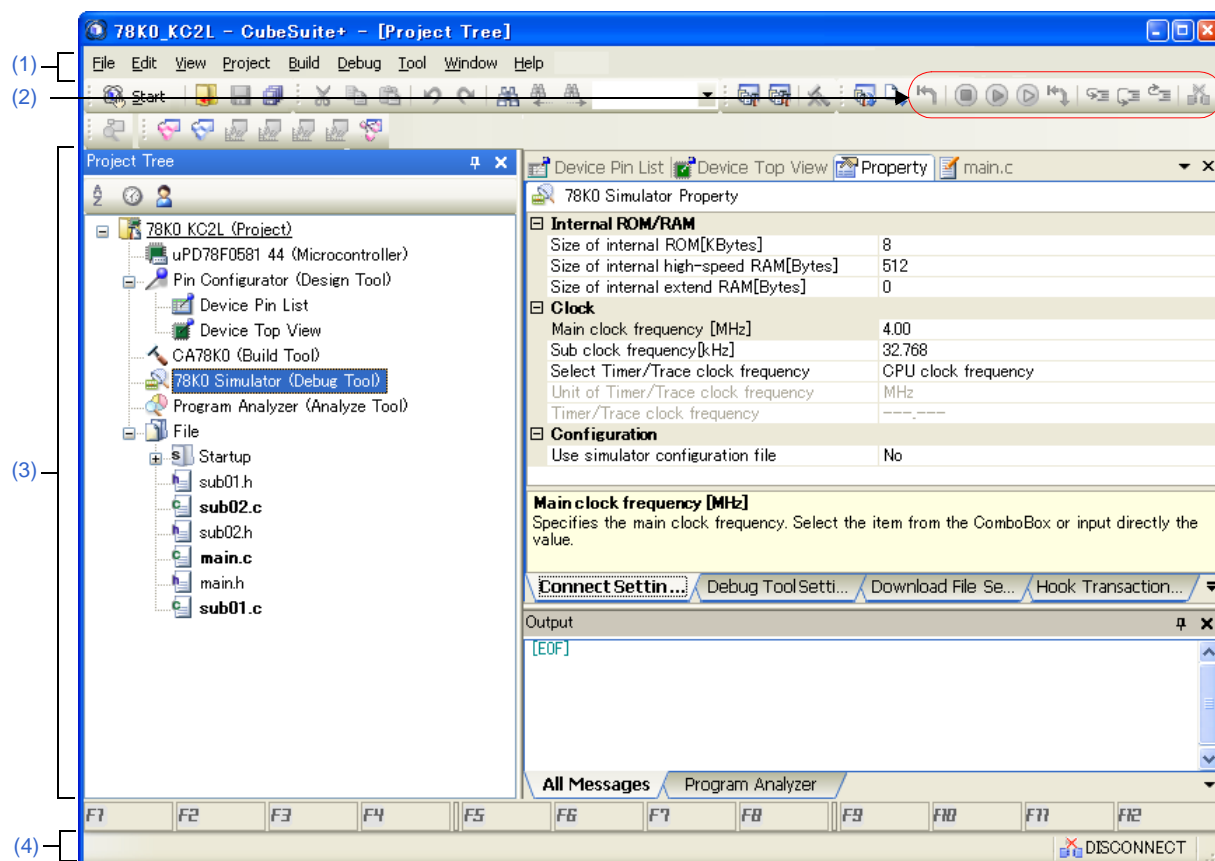 78K0_KC2L - CubeSuite+ - [Project Tree]
(1)
File Edit View Project Build Debug Tool Window Help
(2)
Start
(3)
Project Tree
78K0 KC2L (Project)
uPD78F0581 44 (Microcontroller)
Pin Configurator (Design Tool)
Device Pin List
Device Top View
CA78K0 (Build Tool)
78K0 Simulator (Debug Tool)
Program Analyzer (Analyze Tool)
File
Startup
sub01.h
sub02.c
sub02.h
main.c
main.h
sub01.c
Device Pin List Device Top View Property main.c
78K0 Simulator Property
Internal ROM/RAM
Size of internal ROM[KBytes] 8
Size of internal high-speed RAM[Bytes] 512
Size of internal extend RAM[Bytes] 0
Clock
Main clock frequency [MHz] 4.00
Sub clock frequency[kHz] 32.768
Select Timer/Trace clock frequency CPU clock frequency
Unit of Timer/Trace clock frequency MHz
Timer/Trace clock frequency ---.---
Configuration
Use simulator configuration file No
Main clock frequency [MHz]
Specifies the main clock frequency. Select the item from the ComboBox or input directly the
value.
Connect Settin... Debug Tool Setti... Download File Se... Hook Transaction...
Output
[EOF]
All Messages Program Analyzer
F1 F2 F3 F4 F5 F6 F7 F8 F9 F10 F11 F12
(4)
DISCONNECT